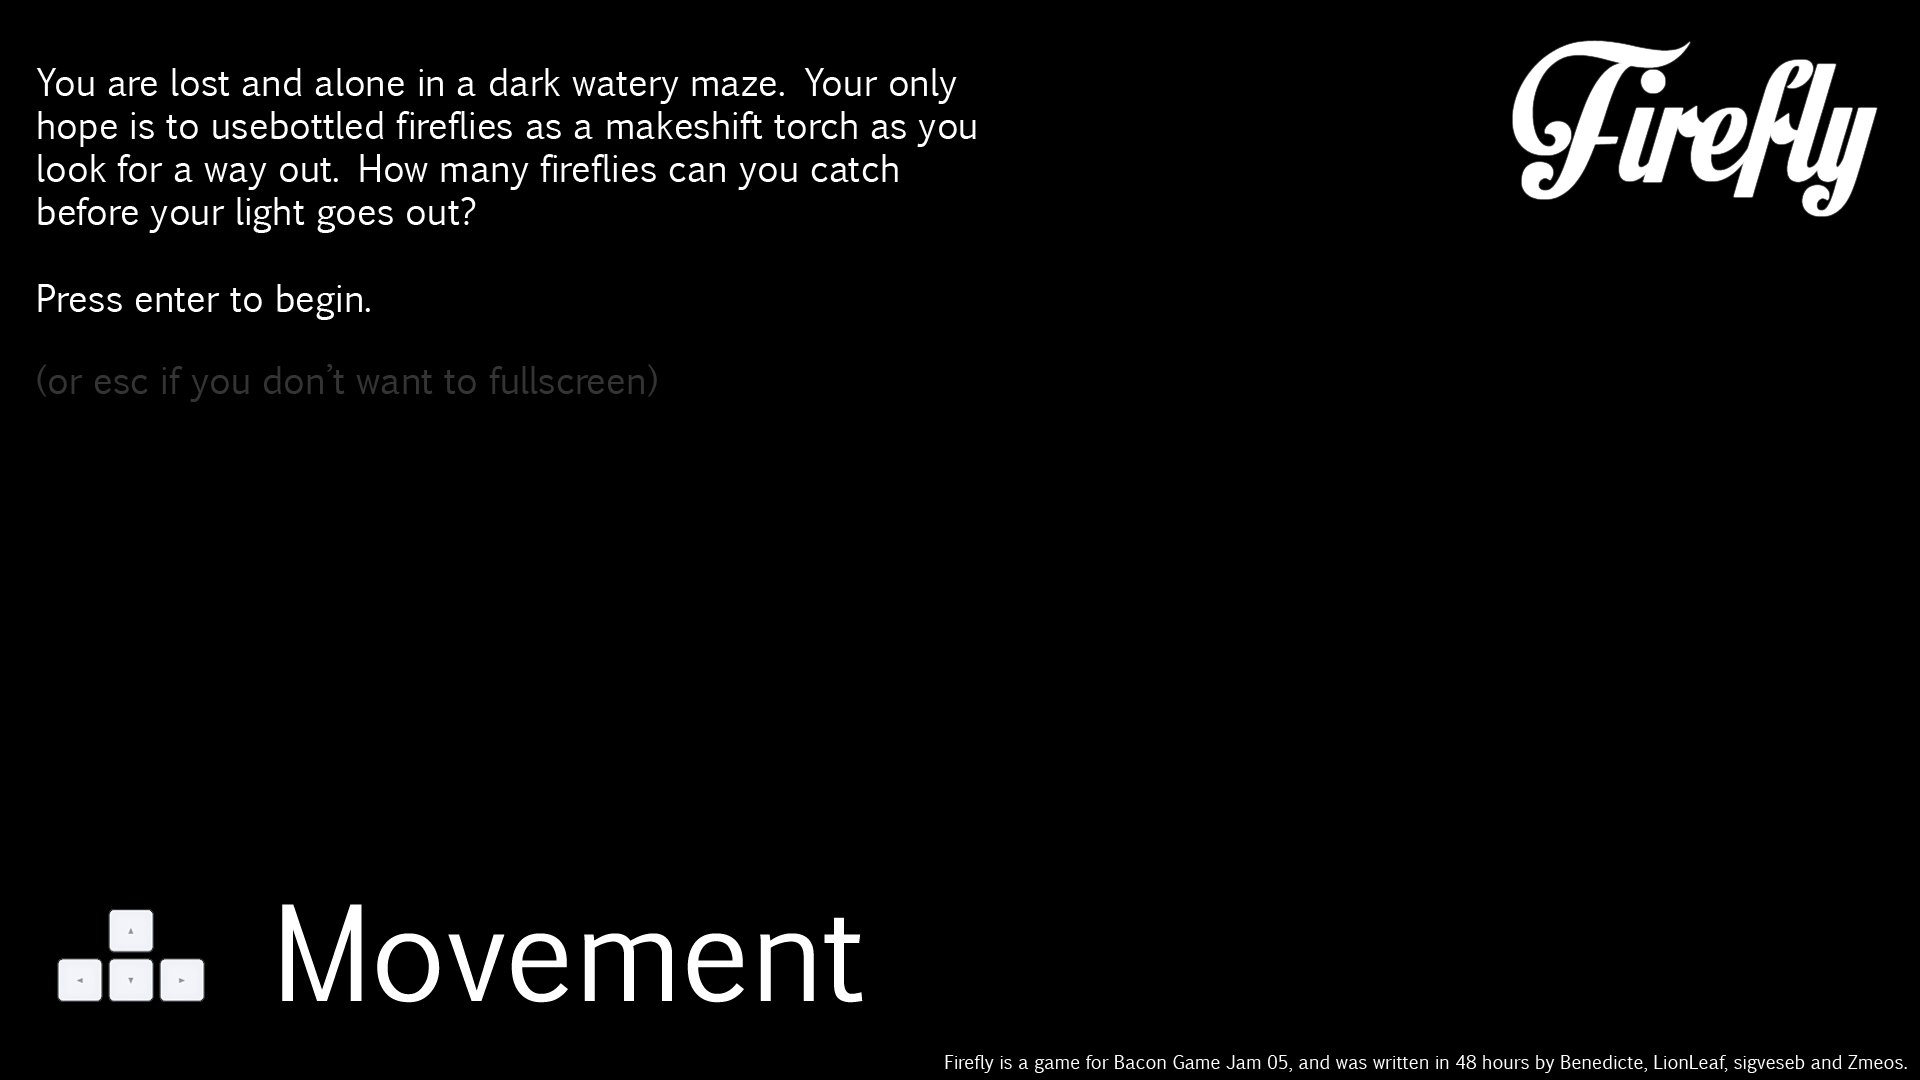 You are lost and alone in a dark watery maze.  Your only
hope is to usebottled fireflies as a makeshift torch as you
look for a way out.  How many fireflies can you catch
before your light goes out?
Firefly
Press enter to begin.
(or esc if you don’t want to fullscreen)
Movement
Firefly is a game for Bacon Game Jam 05, and was written in 48 hours by Benedicte, LionLeaf, sigveseb and Zmeos.